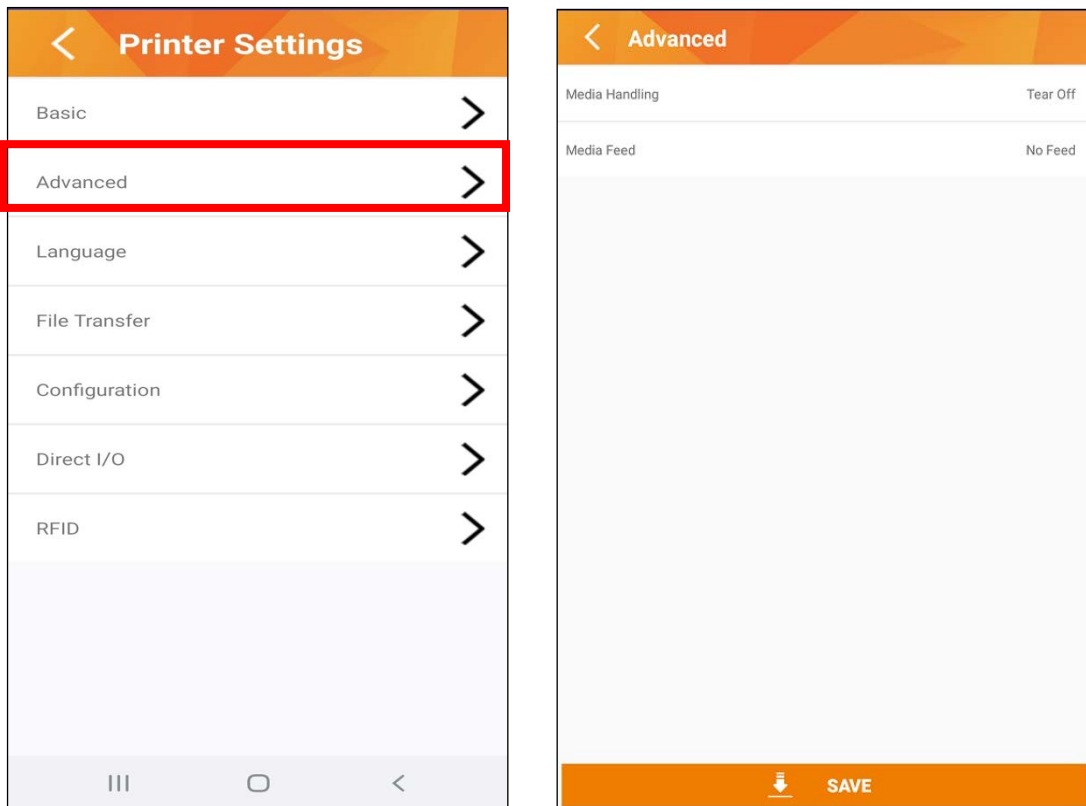 Printer Settings
Basic
Advanced
Language
File Transfer
Configuration
Direct I/O
RFID
Advanced
Media Handling Tear Off
Media Feed No Feed
SAVE